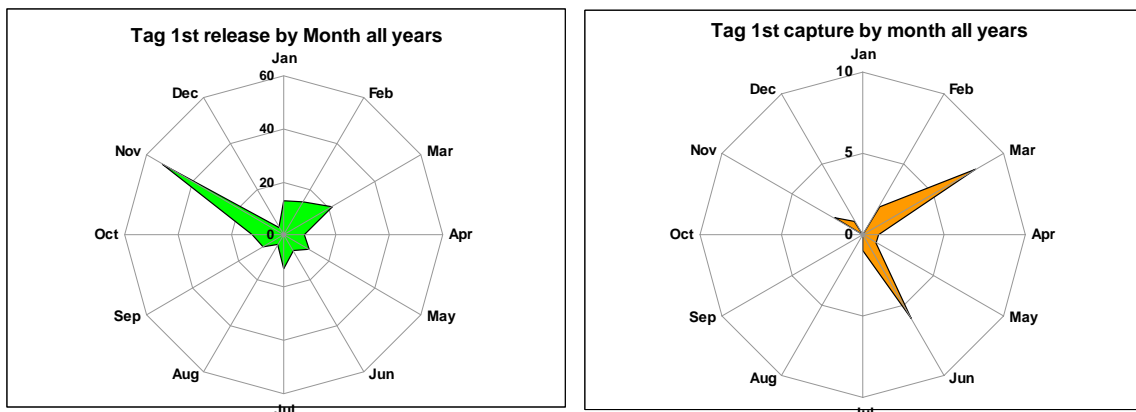 Tag 1st release by Month all years
Jan
Feb
Mar
Apr
May
Jun
Jul
Aug
Sep
Oct
Nov
Dec
60
40
20
0
Tag 1st capture by month all years
Jan
Feb
Mar
Apr
May
Jun
Jul
Aug
Sep
Oct
Nov
Dec
10
5
0